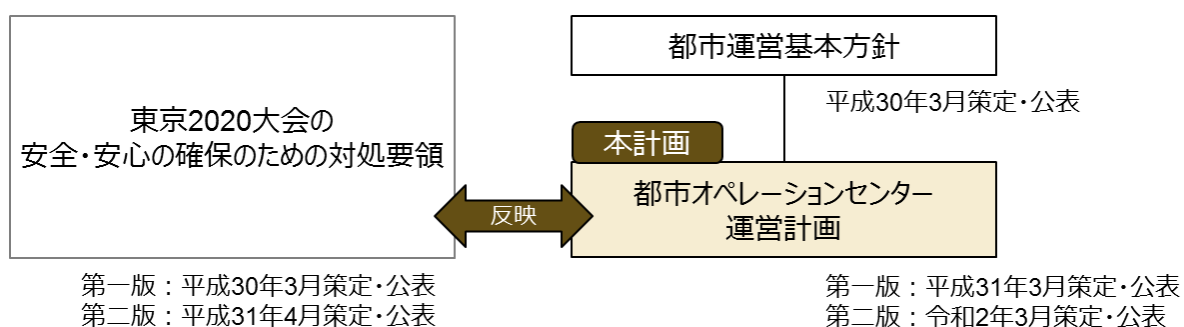 東京2020大会の
安全・安心の確保のための対処要領
第一版：平成30年3月策定・公表
第二版：平成31年4月策定・公表
反映
都市運営基本方針
平成30年3月策定・公表
本計画
都市オペレーションセンター
運営計画
第一版：平成31年3月策定・公表
第二版：令和2年3月策定・公表